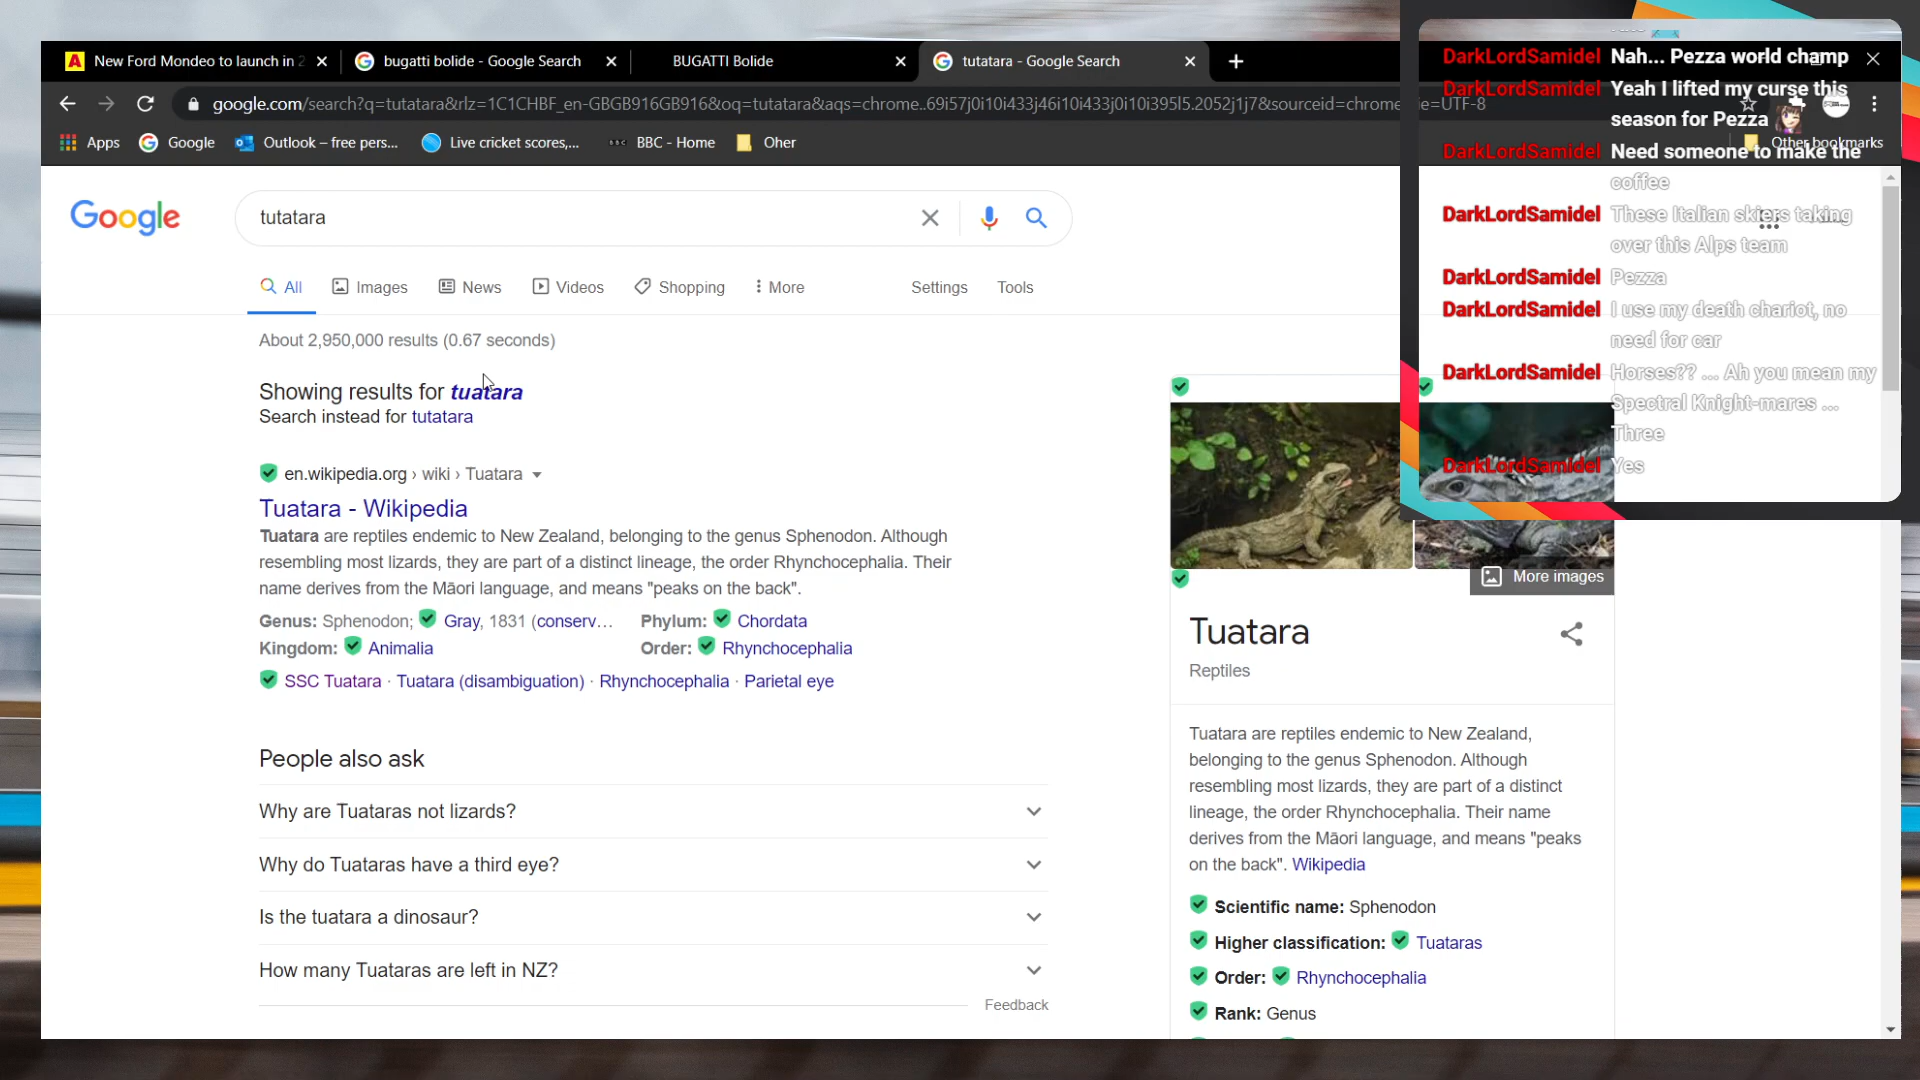 New Ford Mondeo to launch in 2
bugatti bolide - Google Search
BUGATTI Bolide
tutatara - Google Search
google.com/search?q=tutatara&rlz=1C1CHBF_en-GBGB916GB916&oq=tutatara&aqs=chrome..69i57j0i10i433j46i10i433j0i10i395l5.2052j1j7&sourceid=chrome ie=UTF-8
Apps
Google
Outlook – free pers...
Live cricket scores,...
BBC - Home
Oher
Other bookmarks
Google
tutatara
All
Images
News
Videos
Shopping
More
Settings
Tools
About 2,950,000 results (0.67 seconds)
Showing results for tuatara
Search instead for tutatara
en.wikipedia.org › wiki › Tuatara
Tuatara - Wikipedia
Tuatara are reptiles endemic to New Zealand, belonging to the genus Sphenodon. Although
resembling most lizards, they are part of a distinct lineage, the order Rhynchocephalia. Their
name derives from the Māori language, and means "peaks on the back".
Genus: Sphenodon; Gray, 1831 (conserv... Phylum: Chordata
Kingdom: Animalia Order: Rhynchocephalia
SSC Tuatara · Tuatara (disambiguation) · Rhynchocephalia · Parietal eye
People also ask
Why are Tuataras not lizards?
Why do Tuataras have a third eye?
Is the tuatara a dinosaur?
How many Tuataras are left in NZ?
Feedback
More images
Tuatara
Reptiles
Tuatara are reptiles endemic to New Zealand,
belonging to the genus Sphenodon. Although
resembling most lizards, they are part of a distinct
lineage, the order Rhynchocephalia. Their name
derives from the Māori language, and means "peaks
on the back". Wikipedia
Scientific name: Sphenodon
Higher classification: Tuataras
Order: Rhynchocephalia
Rank: Genus
DarkLordSamidel Nah... Pezza world champ
DarkLordSamidel Yeah I lifted my curse this
season for Pezza
DarkLordSamidel Need someone to make the
coffee
DarkLordSamidel These Italian skiers taking
over this Alps team
DarkLordSamidel Pezza
DarkLordSamidel I use my death chariot, no
need for car
DarkLordSamidel Horses?? ... Ah you mean my
Spectral Knight-mares ...
Three
DarkLordSamidel Yes